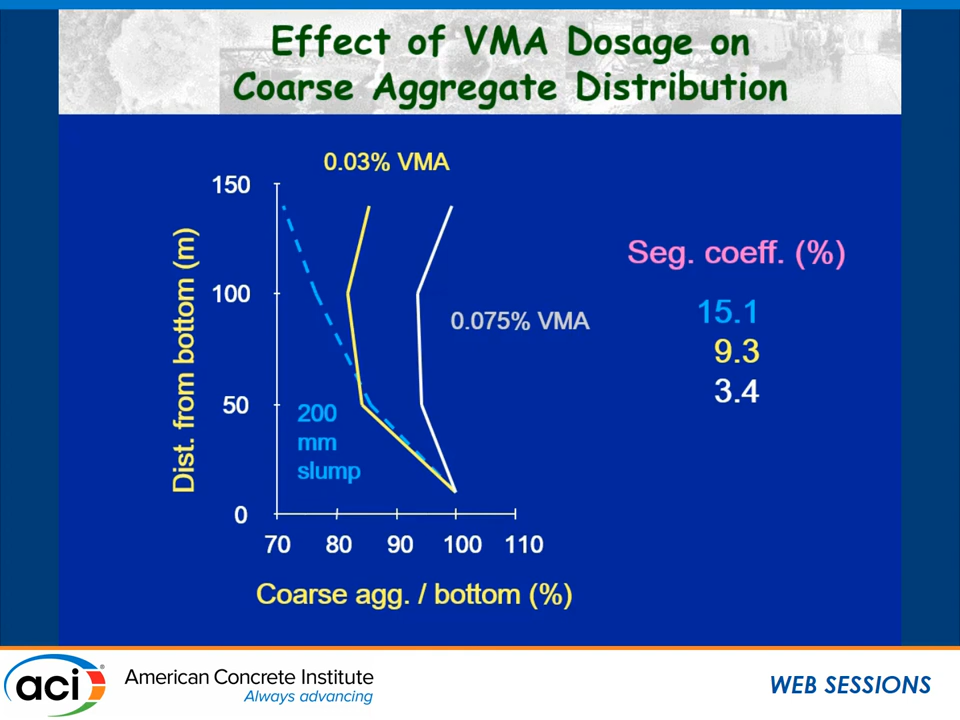 Effect of VMA Dosage on
Coarse Aggregate Distribution
0.03% VMA
150
100
50
0
Dist. from bottom (m)
0.075% VMA
200
mm
slump
70 80 90 100 110
Coarse agg. / bottom (%)
Seg. coeff. (%)
15.1
9.3
3.4
aci®
American Concrete Institute
Always advancing
WEB SESSIONS